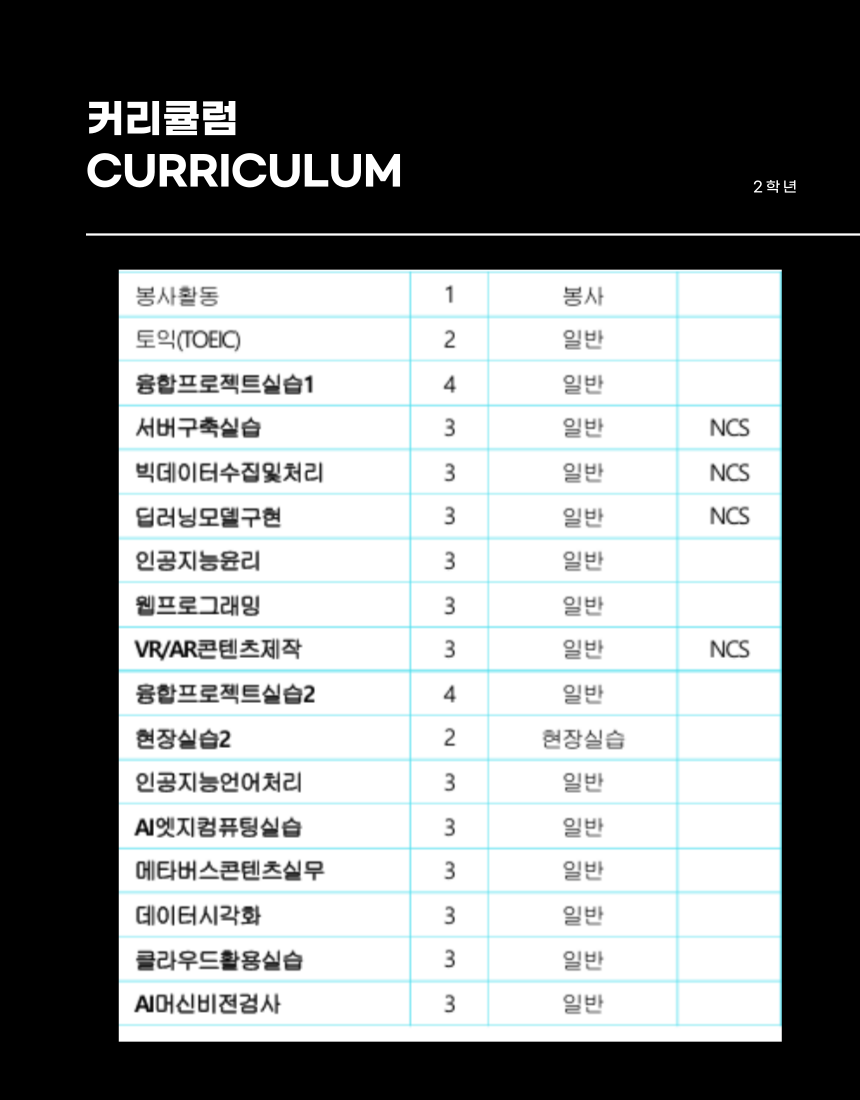 커리큘럼
CURRICULUM
2학년
봉사활동 1 봉사
토익(TOEIC) 2 일반
융합프로젝트실습1 4 일반
서버구축실습 3 일반 NCS
빅데이터수집및처리 3 일반 NCS
딥러닝모델구현 3 일반 NCS
인공지능윤리 3 일반
웹프로그래밍 3 일반
VR/AR콘텐츠제작 3 일반 NCS
융합프로젝트실습2 4 일반
현장실습2 2 현장실습
인공지능언어처리 3 일반
AI엣지컴퓨팅실습 3 일반
메타버스콘텐츠실무 3 일반
데이터시각화 3 일반
클라우드활용실습 3 일반
AI머신비전검사 3 일반